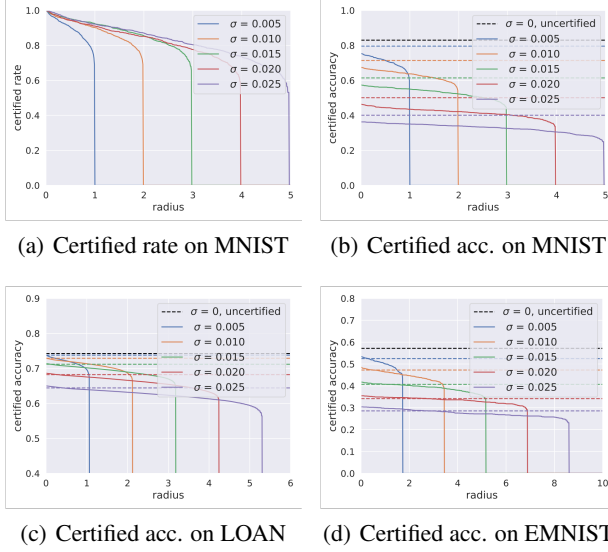 1.0
0.8
0.6
0.4
0.2
0.0
certified rate
0 1 2 3 4 5
radius
σ = 0.005
σ = 0.010
σ = 0.015
σ = 0.020
σ = 0.025
(a) Certified rate on MNIST
1.0
0.8
0.6
0.4
0.2
0.0
certified accuracy
0 1 2 3 4 5
radius
σ = 0, uncertified
σ = 0.005
σ = 0.010
σ = 0.015
σ = 0.020
σ = 0.025
(b) Certified acc. on MNIST
0.9
0.8
0.7
0.6
0.5
0.4
certified accuracy
0 1 2 3 4 5 6
radius
σ = 0, uncertified
σ = 0.005
σ = 0.010
σ = 0.015
σ = 0.020
σ = 0.025
(c) Certified acc. on LOAN
0.8
0.7
0.6
0.5
0.4
0.3
0.2
0.1
0.0
certified accuracy
0 2 4 6 8 10
radius
σ = 0, uncertified
σ = 0.005
σ = 0.010
σ = 0.015
σ = 0.020
σ = 0.025
(d) Certified acc. on EMNIST